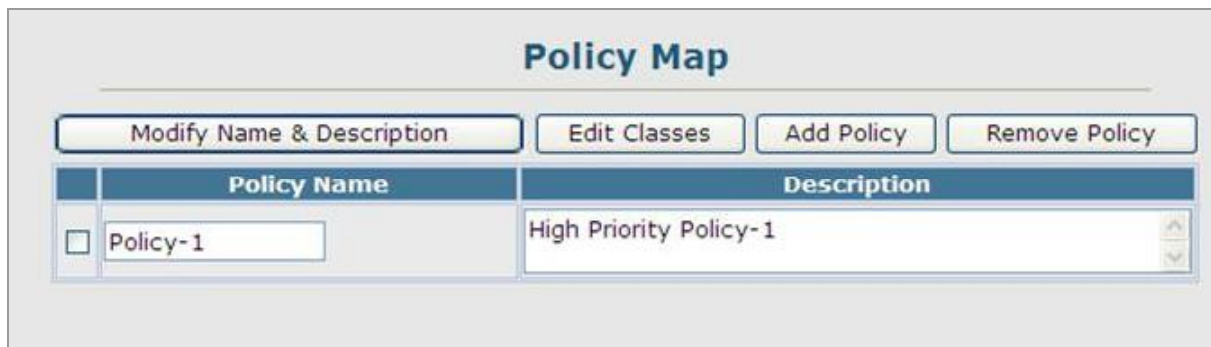 Policy Map
Modify Name & Description Edit Classes Add Policy Remove Policy
Policy Name Description
Policy-1 High Priority Policy-1